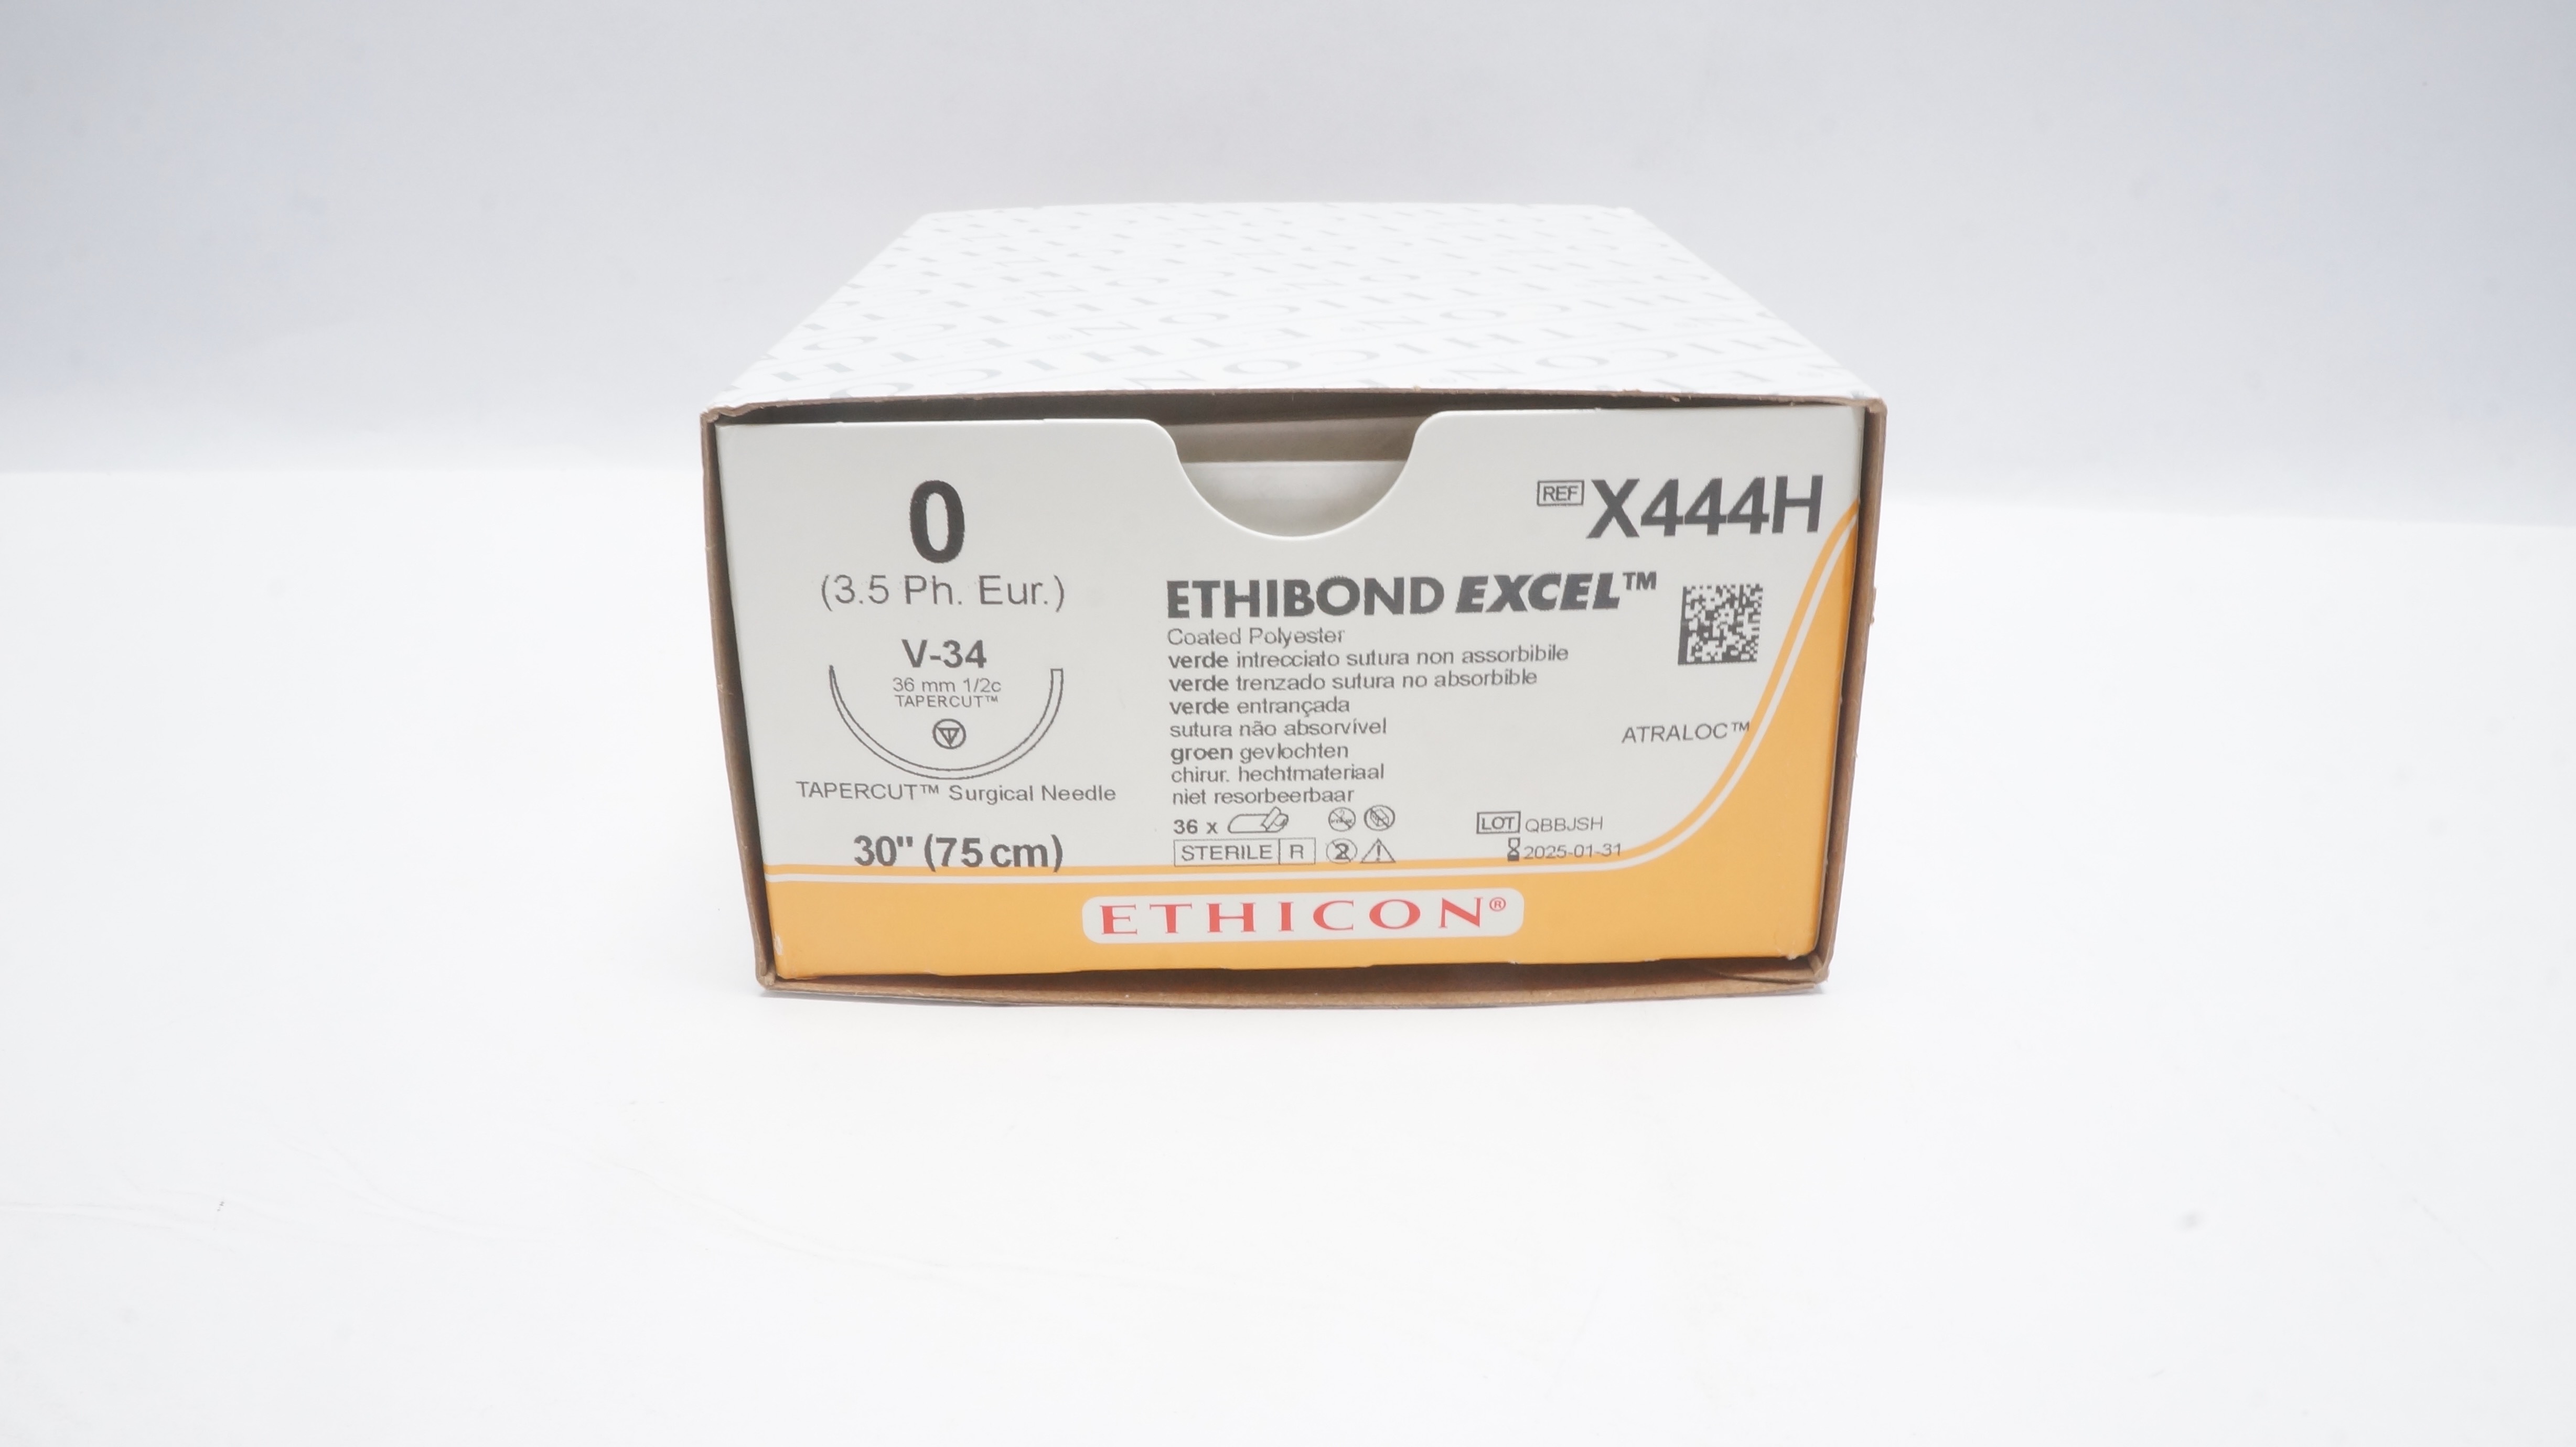 0
(3.5 Ph. Eur.)
V-34
36 mm 1/2c
TAPERCUT™
TAPERCUT™ Surgical Needle
30" (75 cm)
REF X444H
ETHIBOND EXCEL™
Coated Polyester
verde intrecciato sutura non assorbibile
verde trenzado sutura no absorbible
verde entrançada
sutura não absorvível
groen gevlochten
chirur. hechtmateriaal
niet resorbeerbaar
36 x
STERILE R
2
ATRALOC™
LOT QBBJSH
2025-01-31
ETHICON®